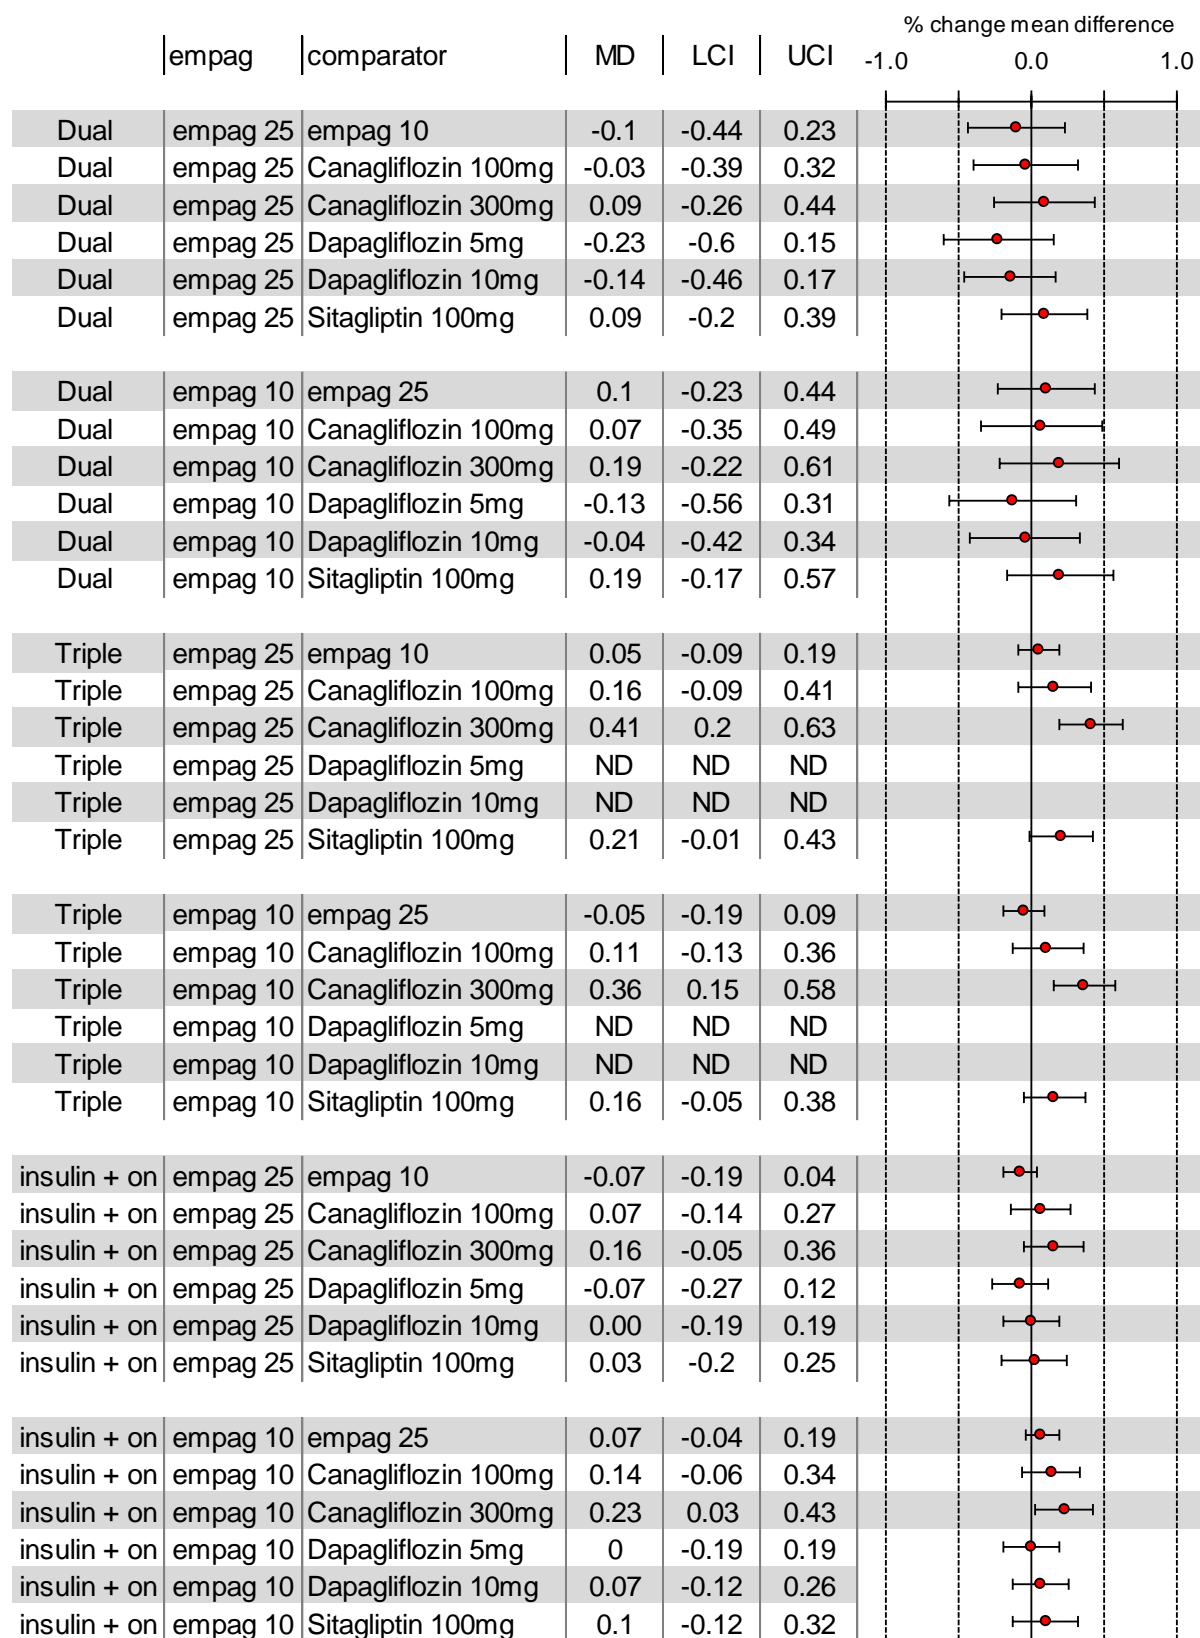 % change mean difference
empag comparator MD LCI UCI -1.0 0.0 1.0
Dual empag 25 empag 10 -0.1 -0.44 0.23
Dual empag 25 Canagliflozin 100mg -0.03 -0.39 0.32
Dual empag 25 Canagliflozin 300mg 0.09 -0.26 0.44
Dual empag 25 Dapagliflozin 5mg -0.23 -0.6 0.15
Dual empag 25 Dapagliflozin 10mg -0.14 -0.46 0.17
Dual empag 25 Sitagliptin 100mg 0.09 -0.2 0.39
Dual empag 10 empag 25 0.1 -0.23 0.44
Dual empag 10 Canagliflozin 100mg 0.07 -0.35 0.49
Dual empag 10 Canagliflozin 300mg 0.19 -0.22 0.61
Dual empag 10 Dapagliflozin 5mg -0.13 -0.56 0.31
Dual empag 10 Dapagliflozin 10mg -0.04 -0.42 0.34
Dual empag 10 Sitagliptin 100mg 0.19 -0.17 0.57
Triple empag 25 empag 10 0.05 -0.09 0.19
Triple empag 25 Canagliflozin 100mg 0.16 -0.09 0.41
Triple empag 25 Canagliflozin 300mg 0.41 0.2 0.63
Triple empag 25 Dapagliflozin 5mg ND ND ND
Triple empag 25 Dapagliflozin 10mg ND ND ND
Triple empag 25 Sitagliptin 100mg 0.21 -0.01 0.43
Triple empag 10 empag 25 -0.05 -0.19 0.09
Triple empag 10 Canagliflozin 100mg 0.11 -0.13 0.36
Triple empag 10 Canagliflozin 300mg 0.36 0.15 0.58
Triple empag 10 Dapagliflozin 5mg ND ND ND
Triple empag 10 Dapagliflozin 10mg ND ND ND
Triple empag 10 Sitagliptin 100mg 0.16 -0.05 0.38
insulin + on empag 25 empag 10 -0.07 -0.19 0.04
insulin + on empag 25 Canagliflozin 100mg 0.07 -0.14 0.27
insulin + on empag 25 Canagliflozin 300mg 0.16 -0.05 0.36
insulin + on empag 25 Dapagliflozin 5mg -0.07 -0.27 0.12
insulin + on empag 25 Dapagliflozin 10mg 0.00 -0.19 0.19
insulin + on empag 25 Sitagliptin 100mg 0.03 -0.2 0.25
insulin + on empag 10 empag 25 0.07 -0.04 0.19
insulin + on empag 10 Canagliflozin 100mg 0.14 -0.06 0.34
insulin + on empag 10 Canagliflozin 300mg 0.23 0.03 0.43
insulin + on empag 10 Dapagliflozin 5mg 0 -0.19 0.19
insulin + on empag 10 Dapagliflozin 10mg 0.07 -0.12 0.26
insulin + on empag 10 Sitagliptin 100mg 0.1 -0.12 0.32